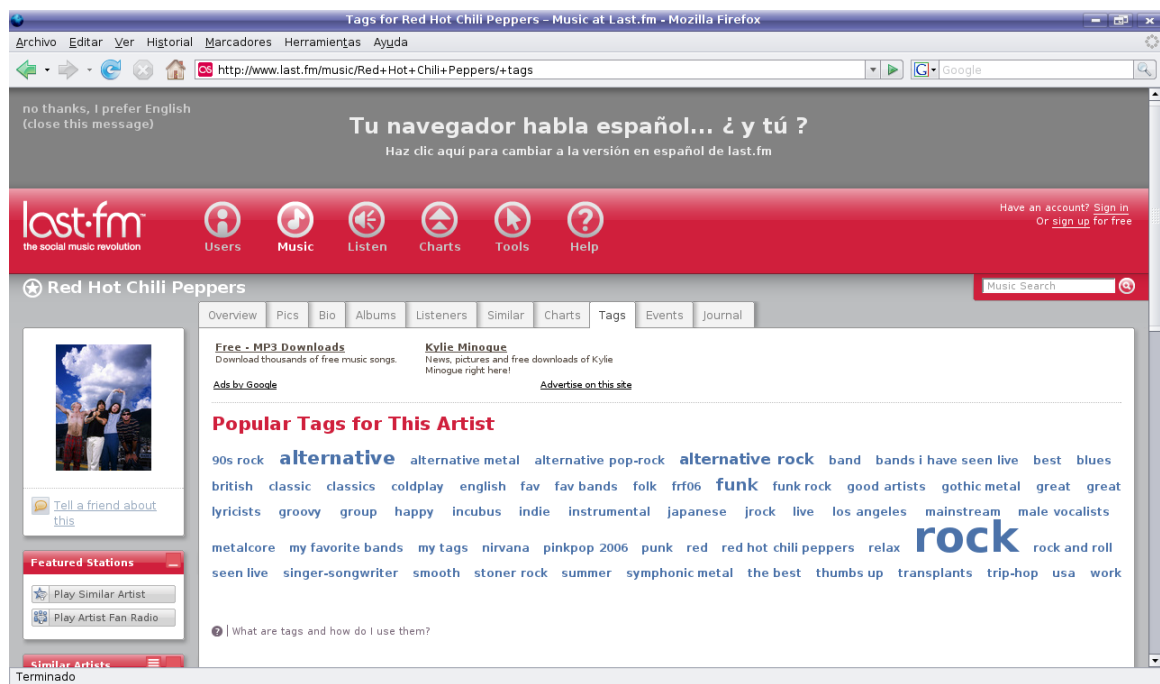 Tags for Red Hot Chili Peppers – Music at Last.fm - Mozilla Firefox
Archivo Editar Ver Historial Marcadores Herramientas Ayuda
http://www.last.fm/music/Red+Hot+Chili+Peppers/+tags
G
Google
no thanks, I prefer English
(close this message)
Tu navegador habla español... ¿ y tú ?
Haz clic aquí para cambiar a la versión en español de last.fm
last.fm
the social music revolution
Users Music Listen Charts Tools Help
Have an account? Sign in
Or sign up for free
Red Hot Chili Peppers
Music Search
Overview Pics Bio Albums Listeners Similar Charts Tags Events Journal
Free - MP3 Downloads
Download thousands of free music songs.
Kylie Minogue
News, pictures and free downloads of Kylie
Minogue right here!
Ads by Google
Advertise on this site
Popular Tags for This Artist
90s rock alternative alternative metal alternative pop-rock alternative rock band bands i have seen live best blues
british classic classics coldplay english fav fav bands folk frf06 funk funk rock good artists gothic metal great great
lyricists groovy group happy incubus indie instrumental japanese jrock live los angeles mainstream male vocalists
metalcore my favorite bands my tags nirvana pinkpop 2006 punk red red hot chili peppers relax rock rock and roll
seen live singer-songwriter smooth stoner rock summer symphonic metal the best thumbs up transplants trip-hop usa work
? | What are tags and how do I use them?
Tell a friend about
this
Featured Stations
Play Similar Artist
Play Artist Fan Radio
Similar Artists
Terminado